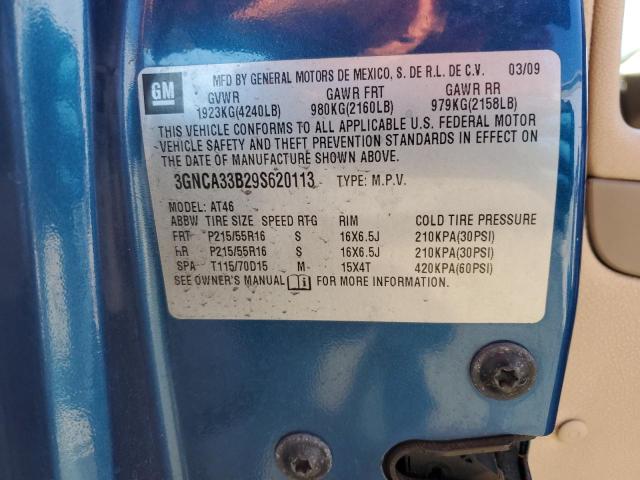 GM
MFD BY GENERAL MOTORS DE MEXICO, S. DE R.L. DE C.V. 03/09
GVWR GAWR FRT GAWR RR
1923KG(4240LB) 980KG(2160LB) 979KG(2158LB)
THIS VEHICLE CONFORMS TO ALL APPLICABLE U.S. FEDERAL MOTOR
VEHICLE SAFETY AND THEFT PREVENTION STANDARDS IN EFFECT ON
THE DATE OF MANUFACTURE SHOWN ABOVE.
3GNCA33B29S620113 TYPE: M.P.V.
MODEL: AT46
ABBW TIRE SIZE SPEED RTG RIM COLD TIRE PRESSURE
FRT P215/55R16 S 16X6.5J 210KPA(30PSI)
RR P215/55R16 S 16X6.5J 210KPA(30PSI)
SPA T115/70D15 M 15X4T 420KPA(60PSI)
SEE OWNER'S MANUAL FOR MORE INFORMATION.